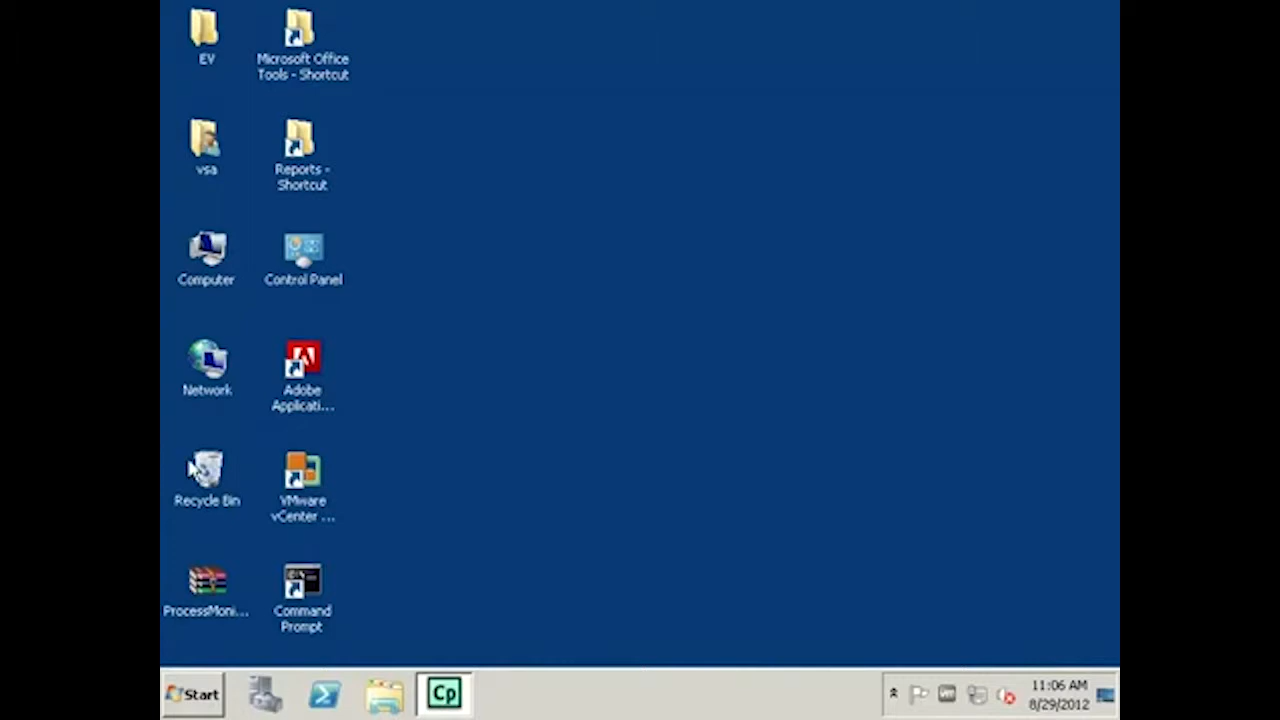 EV
Microsoft Office
Tools - Shortcut
vsa
Reports -
Shortcut
Computer
Control Panel
Network
Adobe
Applicati...
Recycle Bin
VMware
vCenter ...
ProcessMoni...
Command
Prompt
Start
Cp
vm
11:06 AM
8/29/2012